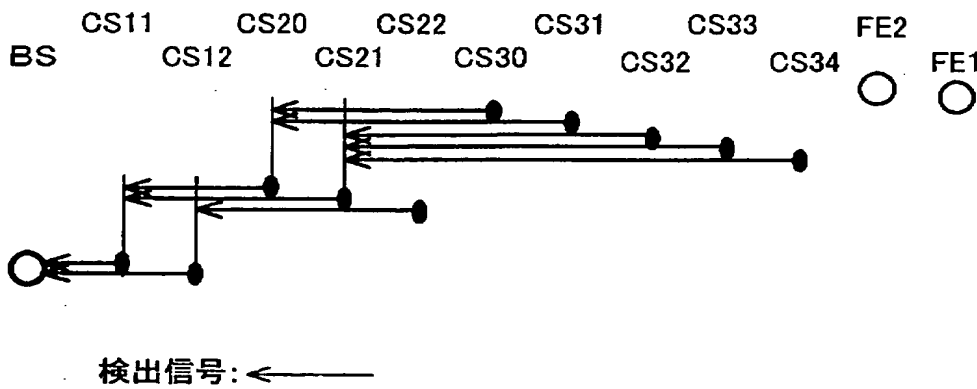 CS11 CS20 CS22 CS31 CS33 FE2
BS CS12 CS21 CS30 CS32 CS34 FE1
検出信号: